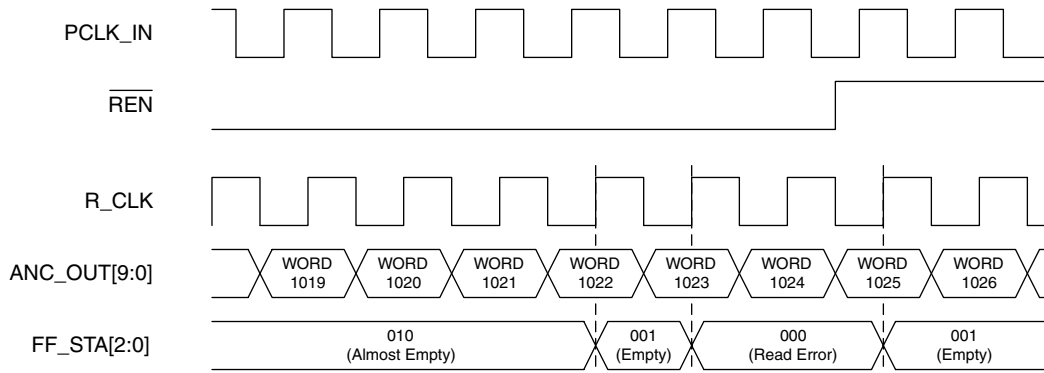 PCLK_IN
REN
R_CLK
ANC_OUT[9:0]
WORD 1019
WORD 1020
WORD 1021
WORD 1022
WORD 1023
WORD 1024
WORD 1025
WORD 1026
FF_STA[2:0]
010
(Almost Empty)
001
(Empty)
000
(Read Error)
001
(Empty)